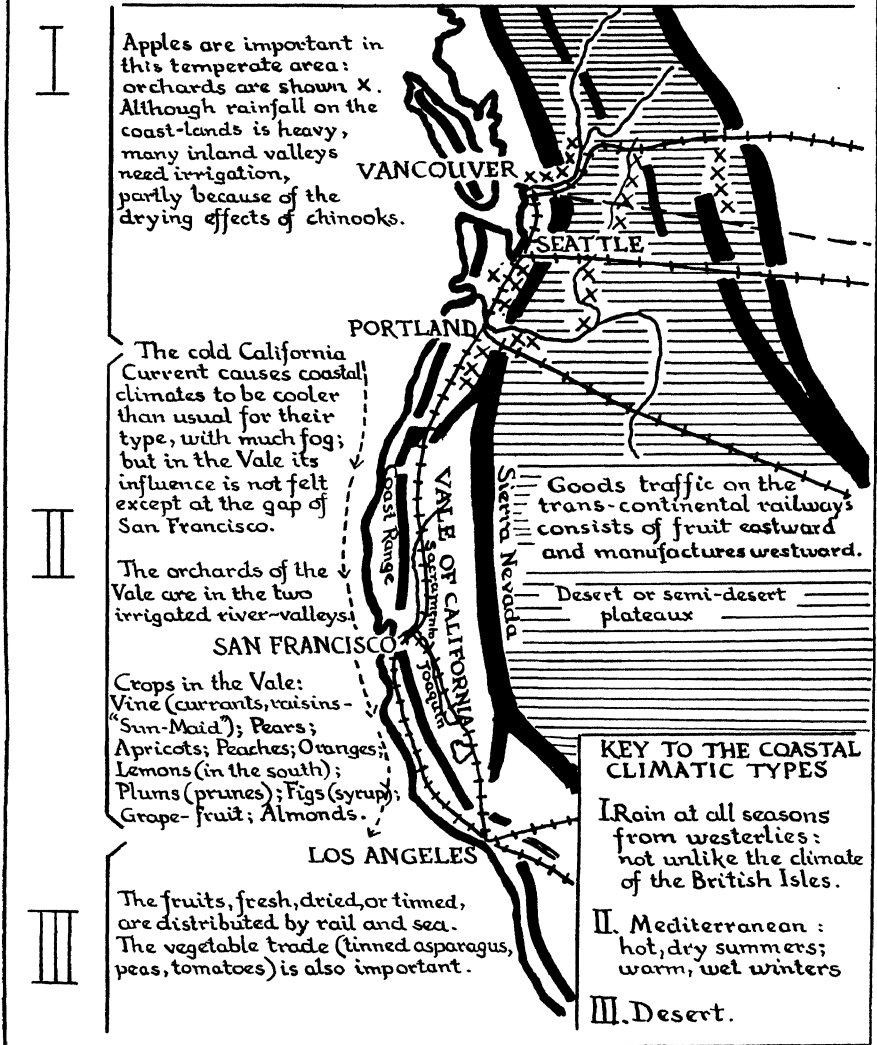 I
Apples are important in
this temperate area:
orchards are shown x.
Although rainfall on the
coast-lands is heavy,
many inland valleys
need irrigation,
partly because of the
drying effects of chinooks.
VANCOUVER
SEATTLE
PORTLAND
II
The cold California
Current causes coastal
climates to be cooler
than usual for their
type, with much fog;
but in the Vale its
influence is not felt
except at the gap of
San Francisco.
The orchards of the
Vale are in the two
irrigated river-valleys.
SAN FRANCISCO
Crops in the Vale:
Vine (currants, raisins-
"Sun-Maid"); Pears;
Apricots; Peaches; Oranges;
Lemons (in the south);
Plums (prunes); Figs (syrup);
Grape-fruit; Almonds.
LOS ANGELES
Coast Range
VALE OF CALIFORNIA
Sacramento
Joaquin
Sierra Nevada
Goods traffic on the
trans-continental railways
consists of fruit eastward
and manufactures westward.
Desert or semi-desert
plateaux
III
The fruits, fresh, dried, or tinned,
are distributed by rail and sea.
The vegetable trade (tinned asparagus,
peas, tomatoes) is also important.
KEY TO THE COASTAL
CLIMATIC TYPES
I. Rain at all seasons
from westerlies:
not unlike the climate
of the British Isles.
II. Mediterranean:
hot, dry summers;
warm, wet winters
III. Desert.